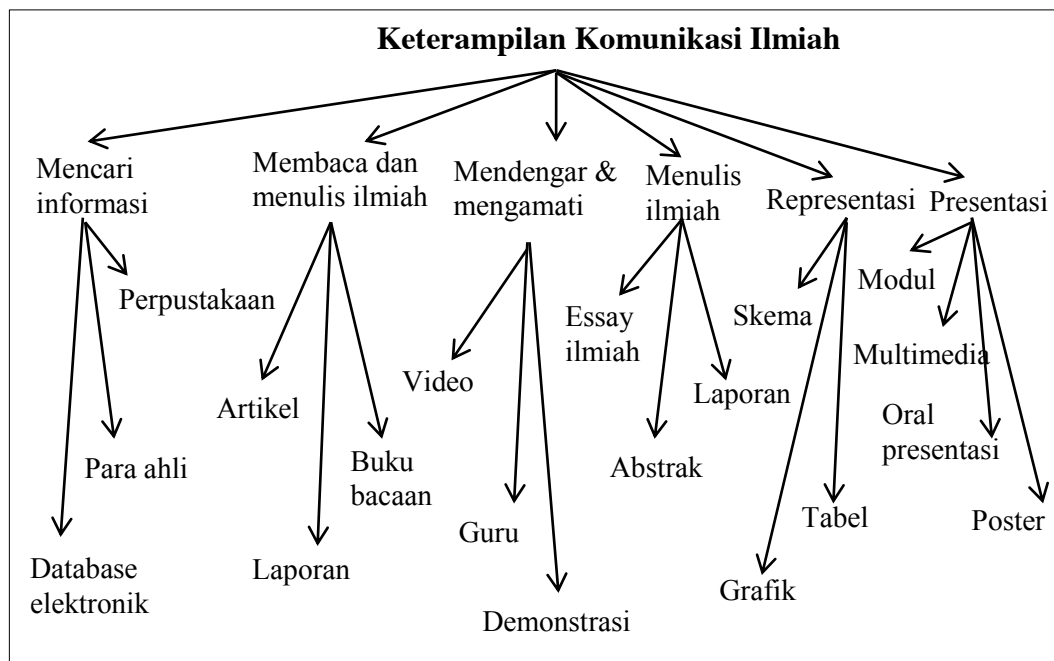 Keterampilan Komunikasi Ilmiah
Mencari
informasi
Membaca dan
menulis ilmiah
Mendengar &
mengamati
Menulis
ilmiah
Representasi
Presentasi
Perpustakaan
Para ahli
Database
elektronik
Artikel
Buku
bacaan
Laporan
Video
Guru
Demonstrasi
Essay
ilmiah
Laporan
Abstrak
Skema
Tabel
Grafik
Modul
Multimedia
Oral
presentasi
Poster